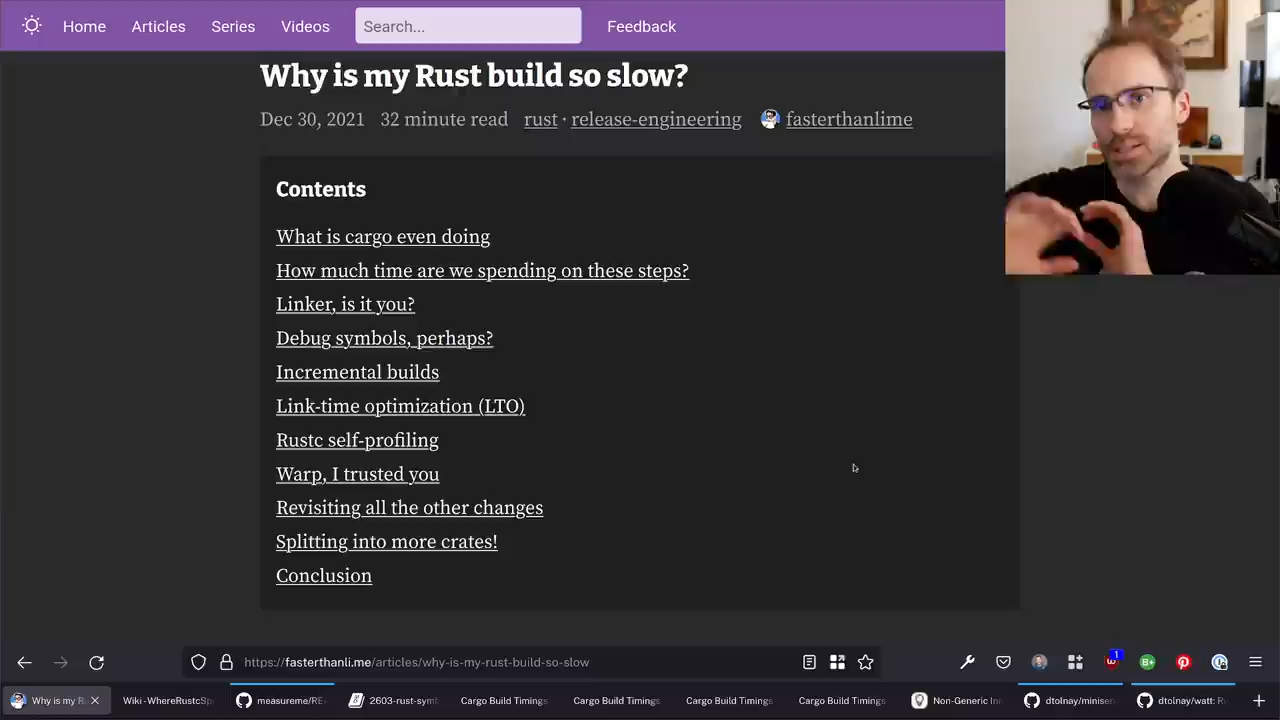 Home Articles Series Videos Search... Feedback
Why is my Rust build so slow?
Dec 30, 2021 32 minute read rust · release-engineering fasterthanlime
Contents
What is cargo even doing
How much time are we spending on these steps?
Linker, is it you?
Debug symbols, perhaps?
Incremental builds
Link-time optimization (LTO)
Rustc self-profiling
Warp, I trusted you
Revisiting all the other changes
Splitting into more crates!
Conclusion
https://fasterthanli.me/articles/why-is-my-rust-build-so-slow 1 B+
Why is my R Wiki-WhereRustcSp measureme/RE 2603-rust-sym Cargo Build Timings Cargo Build Timings Cargo Build Timings Cargo Build Timings Non-Generic In dtolnay/minise dtolnay/watt: R